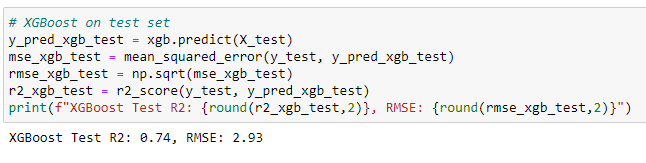 # XGBoost on test set
y_pred_xgb_test = xgb.predict(X_test)
mse_xgb_test = mean_squared_error(y_test, y_pred_xgb_test)
rmse_xgb_test = np.sqrt(mse_xgb_test)
r2_xgb_test = r2_score(y_test, y_pred_xgb_test)
print(f"XGBoost Test R2: {round(r2_xgb_test,2)}, RMSE: {round(rmse_xgb_test,2)}")
XGBoost Test R2: 0.74, RMSE: 2.93